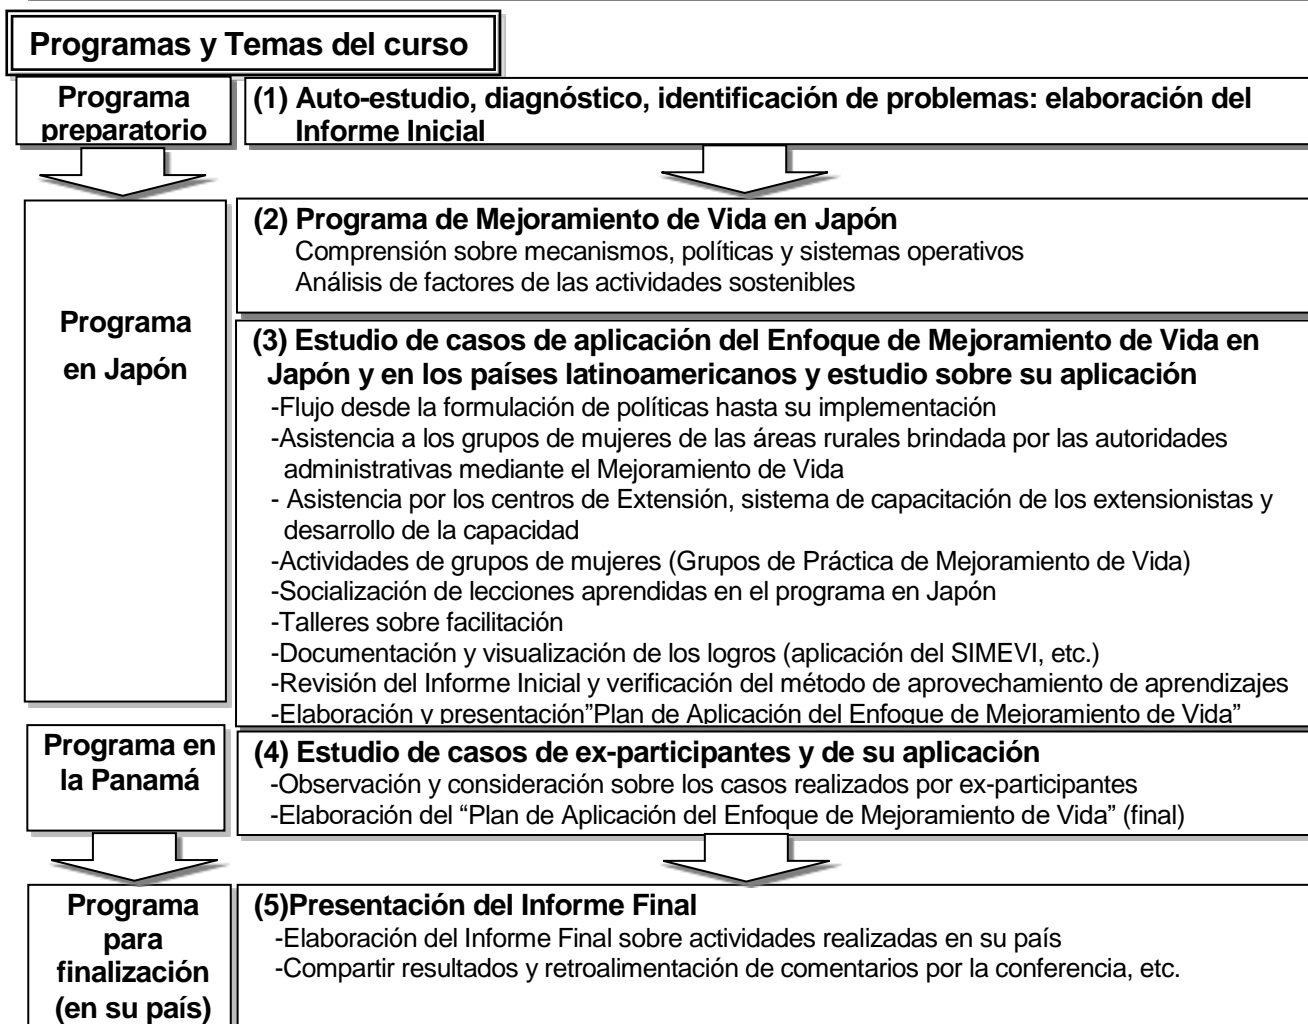 Programas y Temas del curso
Programa
preparatorio
(1) Auto-estudio, diagnóstico, identificación de problemas: elaboración del
Informe Inicial
Programa
en Japón
(2) Programa de Mejoramiento de Vida en Japón
Comprensión sobre mecanismos, políticas y sistemas operativos
Análisis de factores de las actividades sostenibles
(3) Estudio de casos de aplicación del Enfoque de Mejoramiento de Vida en
Japón y en los países latinoamericanos y estudio sobre su aplicación
-Flujo desde la formulación de políticas hasta su implementación
-Asistencia a los grupos de mujeres de las áreas rurales brindada por las autoridades
administrativas mediante el Mejoramiento de Vida
- Asistencia por los centros de Extensión, sistema de capacitación de los extensionistas y
desarrollo de la capacidad
-Actividades de grupos de mujeres (Grupos de Práctica de Mejoramiento de Vida)
-Socialización de lecciones aprendidas en el programa en Japón
-Talleres sobre facilitación
-Documentación y visualización de los logros (aplicación del SIMEVI, etc.)
-Revisión del Informe Inicial y verificación del método de aprovechamiento de aprendizajes
-Elaboración y presentación”Plan de Aplicación del Enfoque de Mejoramiento de Vida”
Programa en
la Panamá
(4) Estudio de casos de ex-participantes y de su aplicación
-Observación y consideración sobre los casos realizados por ex-participantes
-Elaboración del “Plan de Aplicación del Enfoque de Mejoramiento de Vida” (final)
Programa
para
finalización
(en su país)
(5)Presentación del Informe Final
-Elaboración del Informe Final sobre actividades realizadas en su país
-Compartir resultados y retroalimentación de comentarios por la conferencia, etc.